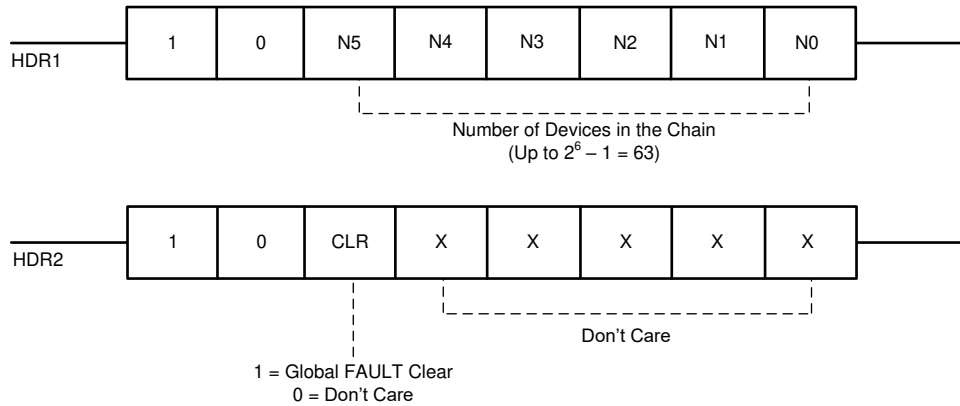 1 0 N5 N4 N3 N2 N1 N0
HDR1
Number of Devices in the Chain
(Up to 2⁶ – 1 = 63)
1 0 CLR X X X X X
HDR2
Don't Care
1 = Global FAULT Clear
0 = Don't Care